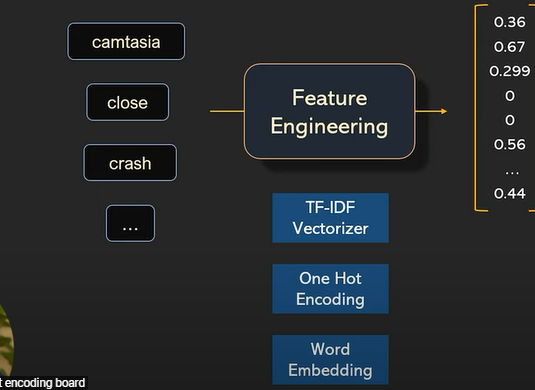 camtasia
close
crash
...
Feature
Engineering
TF-IDF
Vectorizer
One Hot
Encoding
Word
Embedding
0.36
0.67
0.299
0
0
0.56
...
0.44
t encoding board